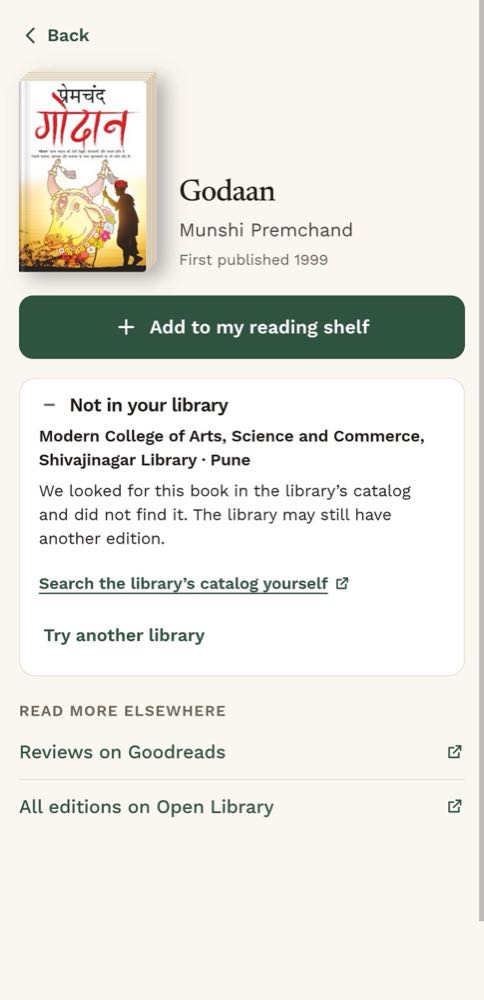 Back
प्रेमचंद
गोदान
Godaan
Munshi Premchand
First published 1999
+ Add to my reading shelf
– Not in your library
Modern College of Arts, Science and Commerce,
Shivajinagar Library · Pune
We looked for this book in the library’s catalog
and did not find it. The library may still have
another edition.
Search the library’s catalog yourself
Try another library
READ MORE ELSEWHERE
Reviews on Goodreads
All editions on Open Library